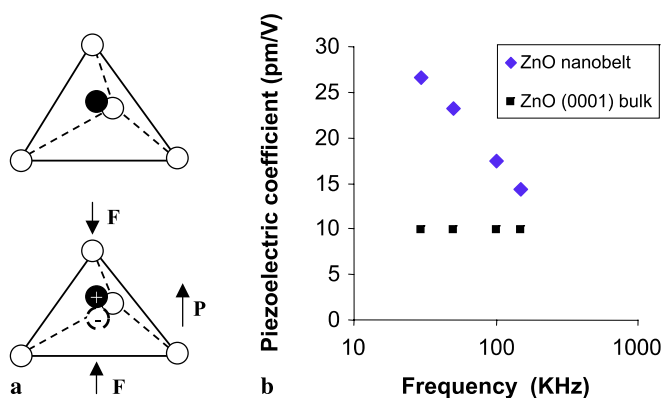 F
+
-
P
F
a
Piezoelectric coefficient (pm/V)
30
25
20
15
10
5
0
ZnO nanobelt
ZnO (0001) bulk
10
100
1000
b
Frequency (KHz)